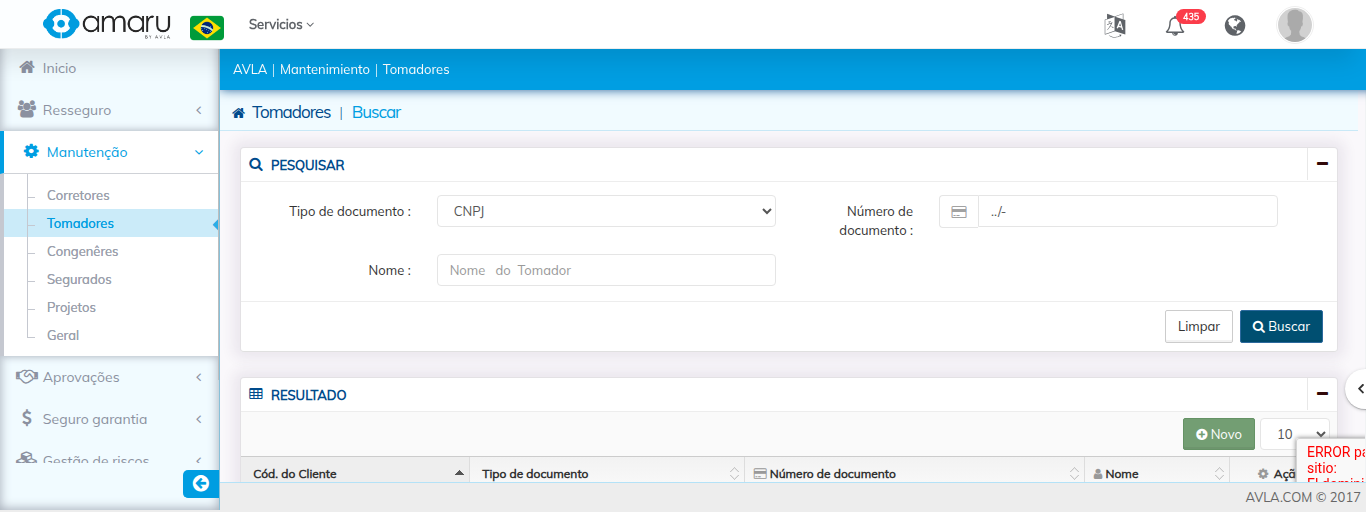 amaru
BY AVLA
Servicios
435
Inicio
Resseguro
Manutenção
Corretores
Tomadores
Congenêres
Segurados
Projetos
Geral
Aprovações
Seguro garantia
Gestão de riscos
AVLA | Mantenimiento | Tomadores
Tomadores | Buscar
PESQUISAR
Tipo de documento :
CNPJ
Número de
documento :
../-
Nome :
Nome do Tomador
Limpar
Buscar
RESULTADO
Novo
10
Cód. do Cliente
Tipo de documento
Número de documento
Nome
Açã
ERROR pa
sitio:
El domini
AVLA.COM © 2017